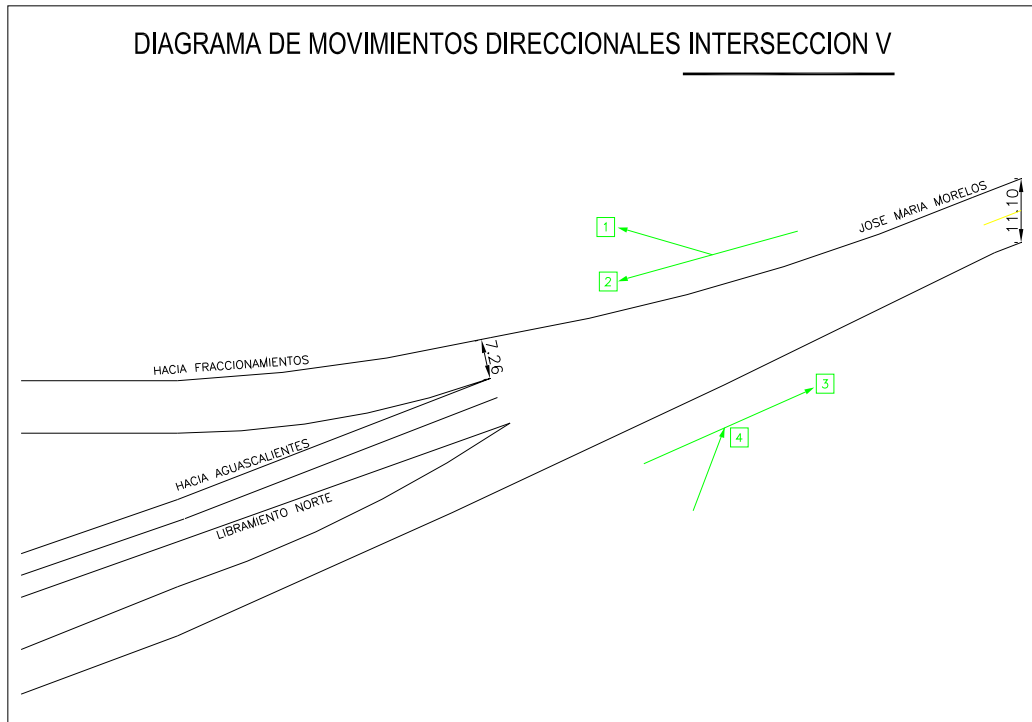 DIAGRAMA DE MOVIMIENTOS DIRECCIONALES INTERSECCION V
JOSE MARIA MORELOS
11.10
1
2
7.26
HACIA FRACCIONAMIENTOS
3
4
HACIA AGUASCALIENTES
LIBRAMIENTO NORTE